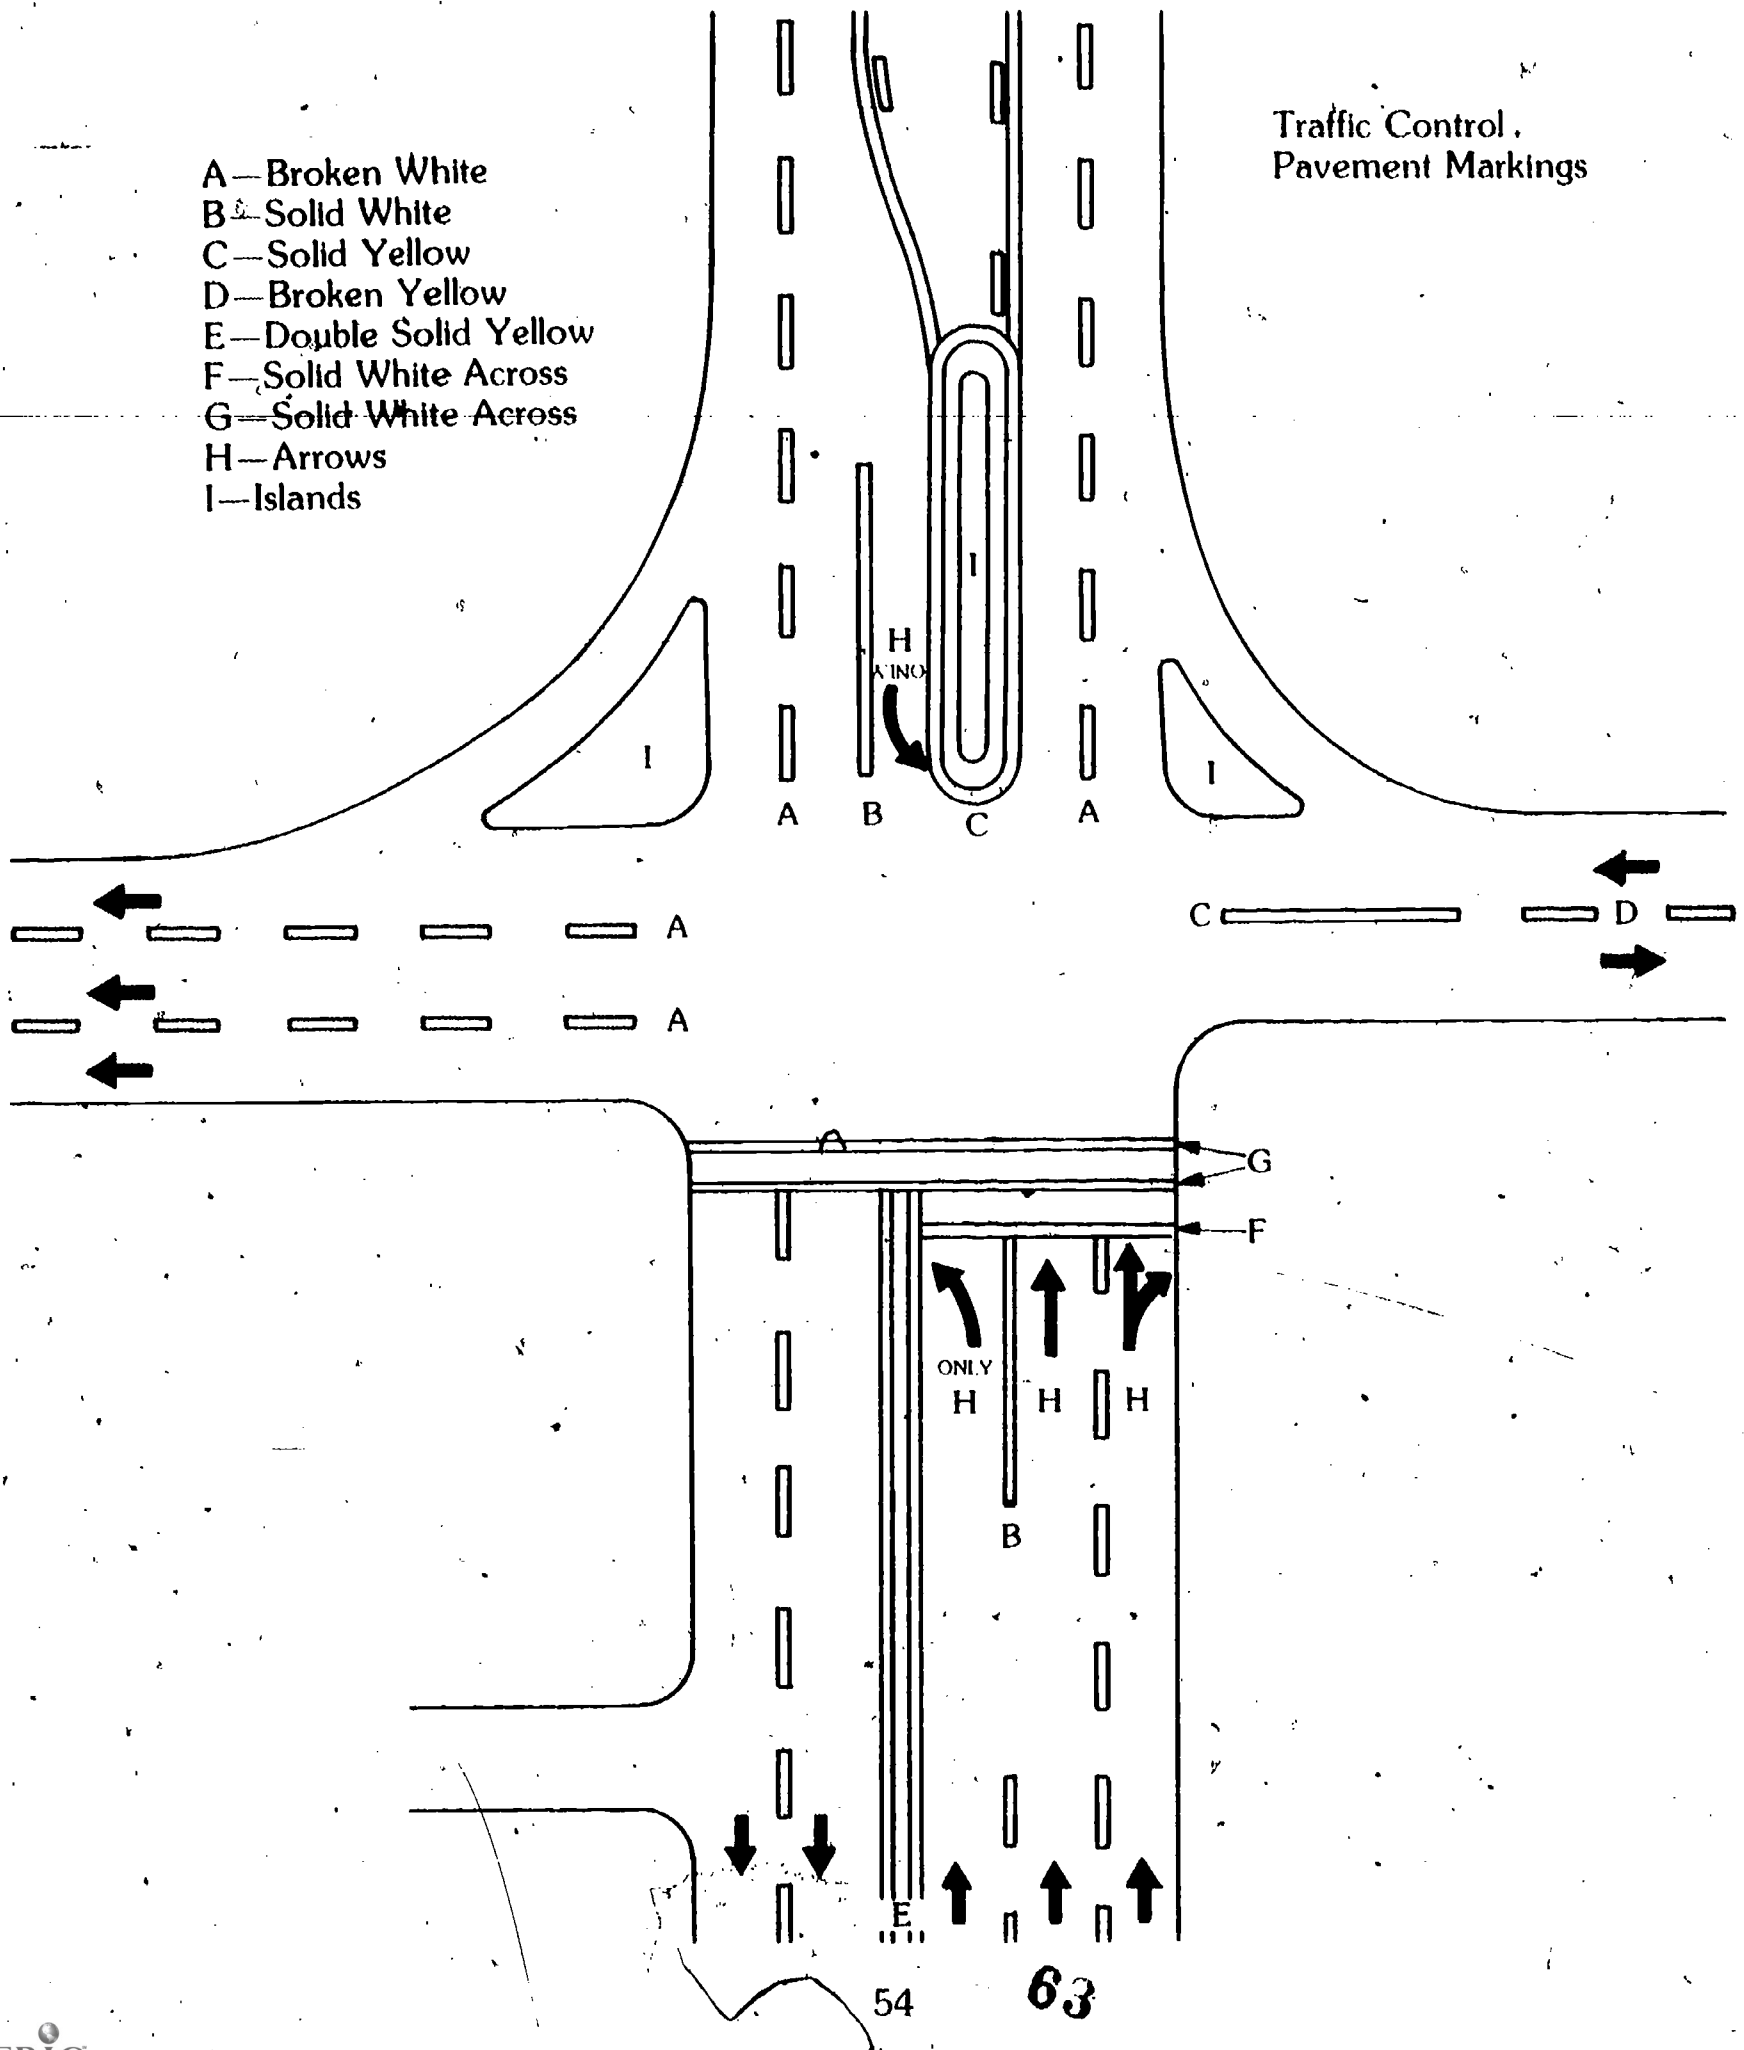 Traffic Control
Pavement Markings
A—Broken White
B—Solid White
C—Solid Yellow
D—Broken Yellow
E—Double Solid Yellow
F—Solid White Across
G—Solid White Across
H—Arrows
I—Islands
I
H
ONLY
I
I
A
B
C
A
A
C
D
A
G
F
ONLY
H
H
H
B
E
54
63
ERIC